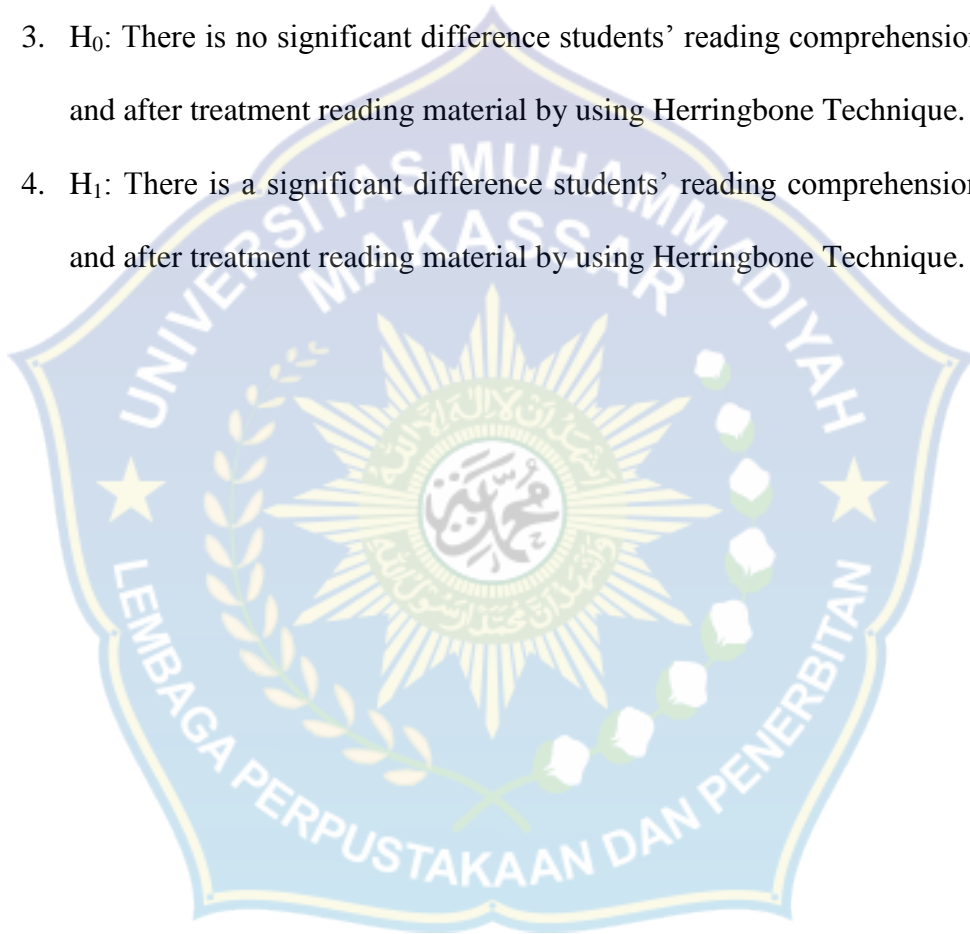 3. H₀: There is no significant difference students’ reading comprehension
and after treatment reading material by using Herringbone Technique.
4. H₁: There is a significant difference students’ reading comprehension
and after treatment reading material by using Herringbone Technique.
UNIVERSITAS MUHAMMADIYAH
MAKASSAR
محمدية
LEMBAGA PERPUSTAKAAN DAN PENERBITAN